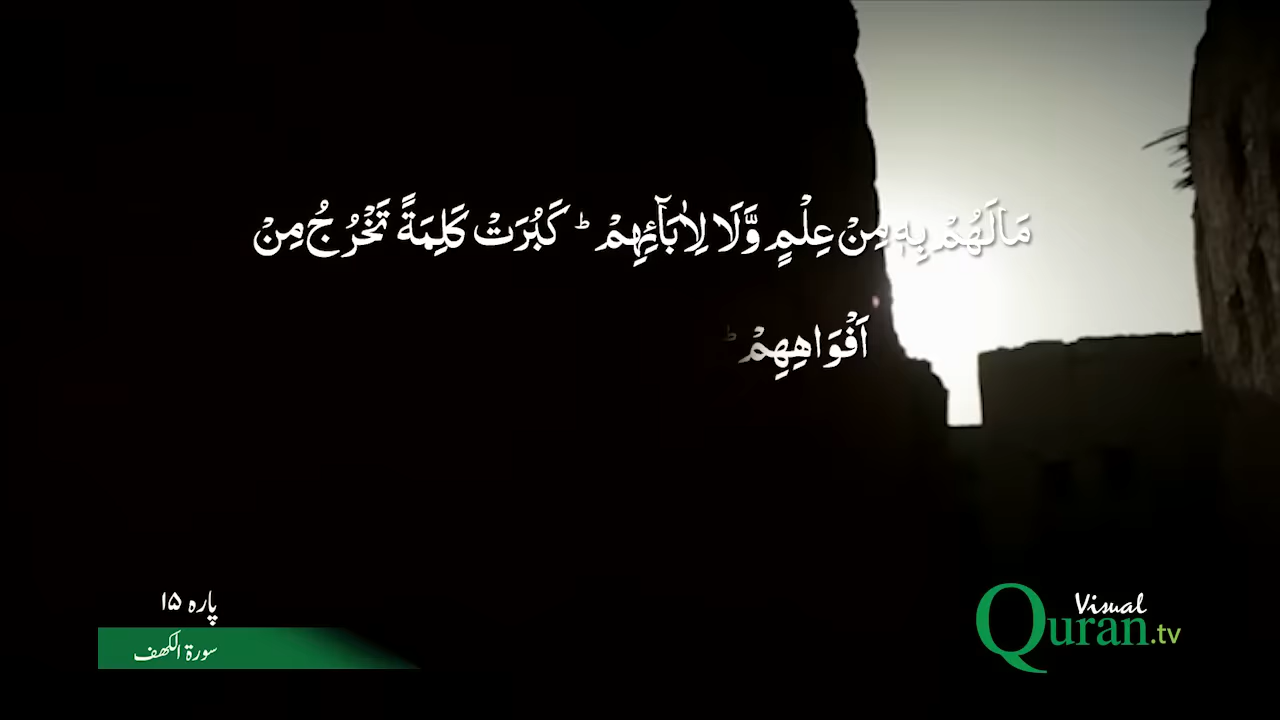 مَا لَهُمْ بِهٖ مِنْ عِلْمٍ وَّلَا لِاٰبَآئِهِمْ ؕ كَبُرَتْ كَلِمَةً تَخْرُجُ مِنْ
اَفْوَاهِهِمْ ؕ
پارہ ۱۵
سورۃ الکھف
Visual
Quran.tv